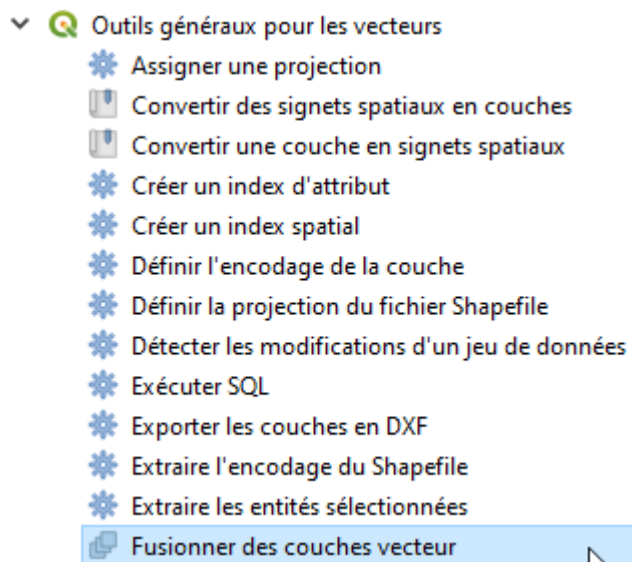 Outils généraux pour les vecteurs
Assigner une projection
Convertir des signets spatiaux en couches
Convertir une couche en signets spatiaux
Créer un index d'attribut
Créer un index spatial
Définir l'encodage de la couche
Définir la projection du fichier Shapefile
Détecter les modifications d'un jeu de données
Exécuter SQL
Exporter les couches en DXF
Extraire l'encodage du Shapefile
Extraire les entités sélectionnées
Fusionner des couches vecteur